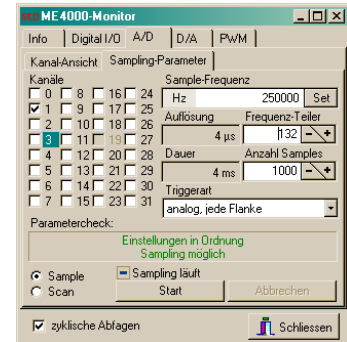 eco ME4000-Monitor
Info Digital I/O A/D D/A PWM
Kanal-Ansicht Sampling-Parameter
Kanäle Sample-Frequenz
0 8 16 24 Hz 250000 Set
1 9 17 25 Auflösung Frequenz-Teiler
2 10 18 26 4 µs 132
3 11 19 27
4 12 20 28 Dauer Anzahl Samples
5 13 21 29 4 ms 1000
6 14 22 30 Triggerart
7 15 23 31 analog, jede Flanke
Parametercheck:
Einstellungen in Ordnung
Sampling möglich
Sample Sampling läuft
Scan Start Abbrechen
zyklische Abfagen Schliessen